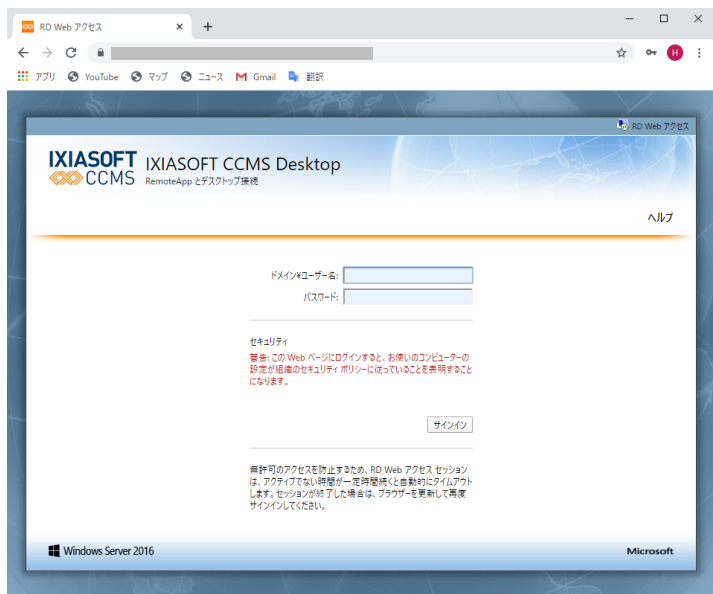 RD Web アクセス
H
アプリ YouTube マップ ニュース Gmail 翻訳
RD Web アクセス
IXIASOFT
CCMS
IXIASOFT CCMS Desktop
RemoteApp とデスクトップ接続
ヘルプ
ドメイン¥ユーザー名:
パスワード:
セキュリティ
警告: この Web ページにログインすると、お使いのコンピューターの
設定が組織のセキュリティ ポリシーに従っていることを表明すること
になります。
サインイン
無許可のアクセスを防止するため、RD Web アクセス セッション
は、アクティブでない時間が一定時間続くと自動的にタイムアウト
します。セッションが終了した場合は、ブラウザーを更新して再度
サインインしてください。
Windows Server 2016
Microsoft